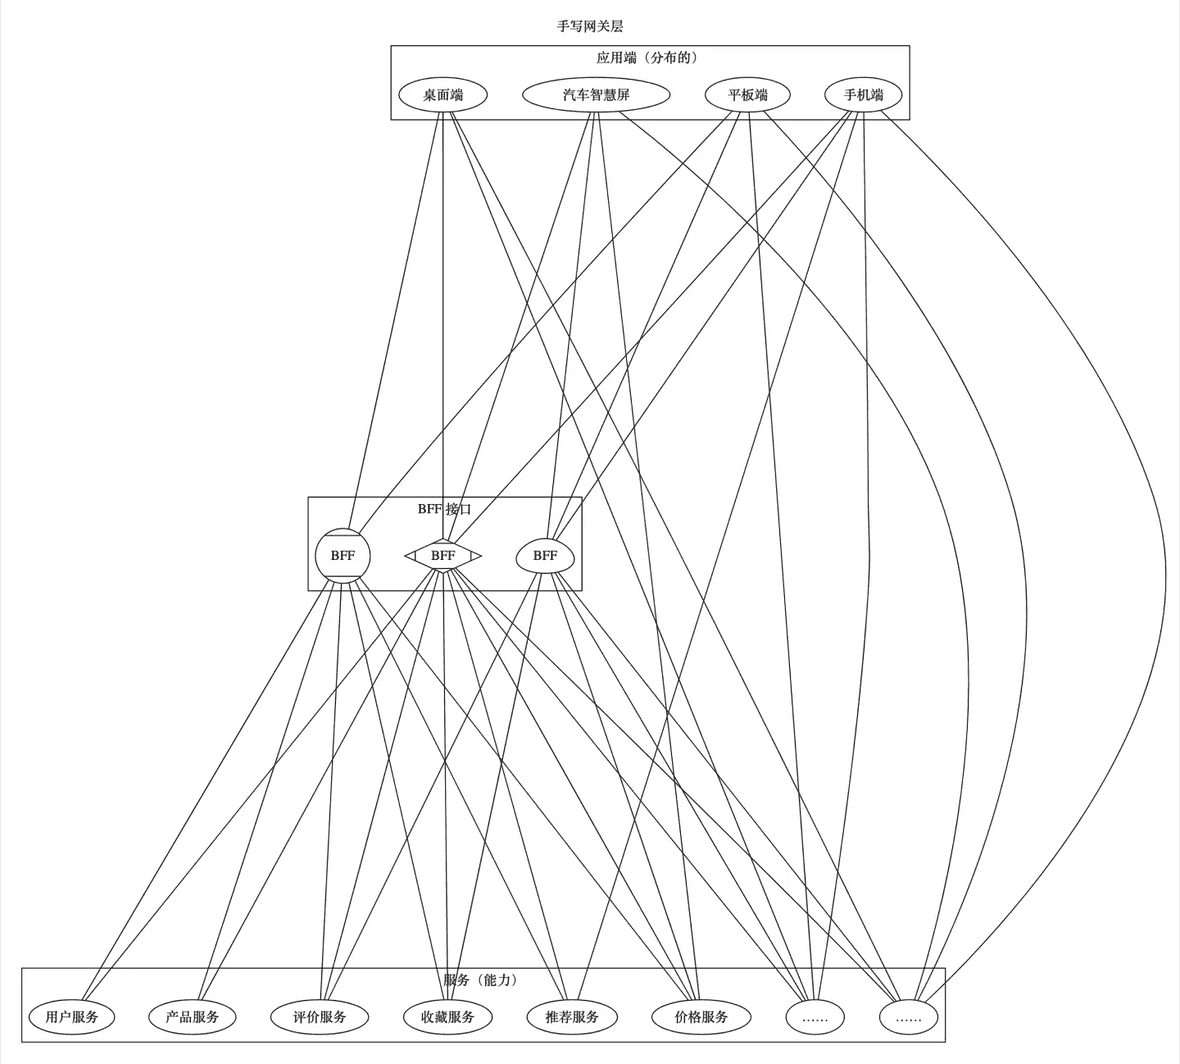 手写网关层
应用端（分布的）
桌面端
汽车智慧屏
平板端
手机端
BFF 接口
BFF
BFF
BFF
服务（能力）
用户服务
产品服务
评价服务
收藏服务
推荐服务
价格服务
……
……